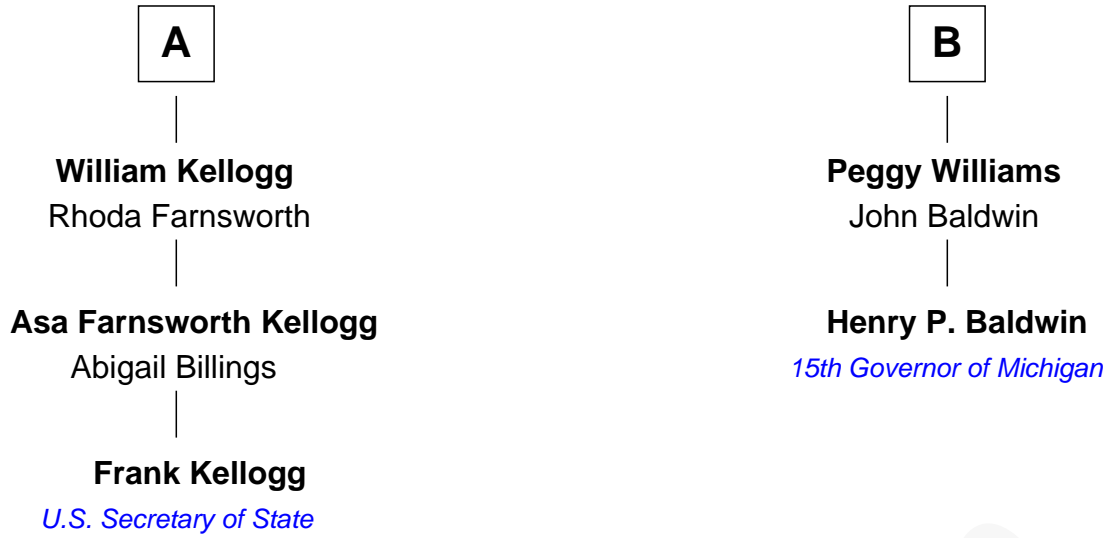 A
William Kellogg
Rhoda Farnsworth
Asa Farnsworth Kellogg
Abigail Billings
Frank Kellogg
U.S. Secretary of State
B
Peggy Williams
John Baldwin
Henry P. Baldwin
15th Governor of Michigan